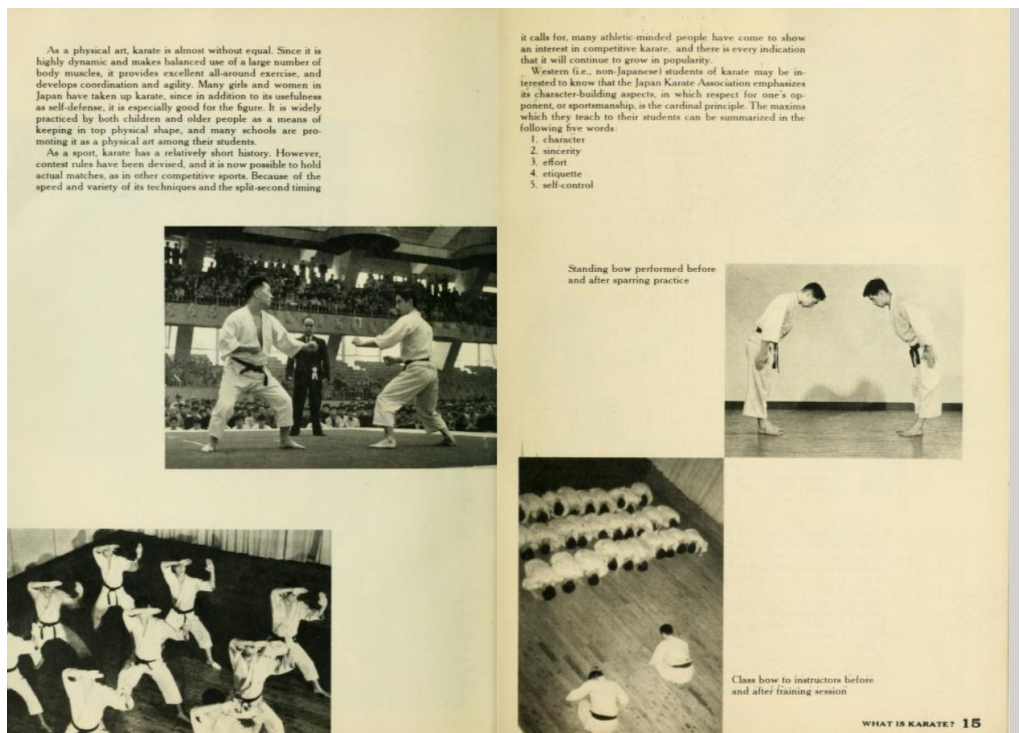 As a physical art, karate is almost without equal. Since it is
highly dynamic and makes balanced use of a large number of
body muscles, it provides excellent all-around exercise, and
develops coordination and agility. Many girls and women in
Japan have taken up karate, since in addition to its usefulness
as self-defense, it is especially good for the figure. It is widely
practiced by both children and older people as a means of
keeping in top physical shape, and many schools are pro-
moting it as a physical art among their students.
As a sport, karate has a relatively short history. However,
contest rules have been devised, and it is now possible to hold
actual matches, as in other competitive sports. Because of the
speed and variety of its techniques and the split-second timing
it calls for, many athletic-minded people have come to show
an interest in competitive karate, and there is every indication
that it will continue to grow in popularity.
Western (i.e., non-Japanese) students of karate may be in-
terested to know that the Japan Karate Association emphasizes
its character-building aspects, in which respect for one's op-
ponent, or sportsmanship, is the cardinal principle. The maxims
which they teach to their students can be summarized in the
following five words:
1. character
2. sincerity
3. effort
4. etiquette
5. self-control
Standing bow performed before
and after sparring practice
Class bow to instructors before
and after training session
WHAT IS KARATE? 15